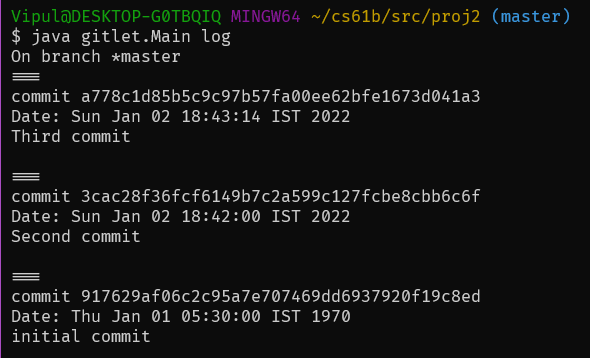 Vipul@DESKTOP-G0TBQIQ MINGW64 ~/cs61b/src/proj2 (master)
$ java gitlet.Main log
On branch *master
===
commit a778c1d85b5c9c97b57fa00ee62bfe1673d041a3
Date: Sun Jan 02 18:43:14 IST 2022
Third commit
===
commit 3cac28f36fcf6149b7c2a599c127fcbe8cbb6c6f
Date: Sun Jan 02 18:42:00 IST 2022
Second commit
===
commit 917629af06c2c95a7e707469dd6937920f19c8ed
Date: Thu Jan 01 05:30:00 IST 1970
initial commit